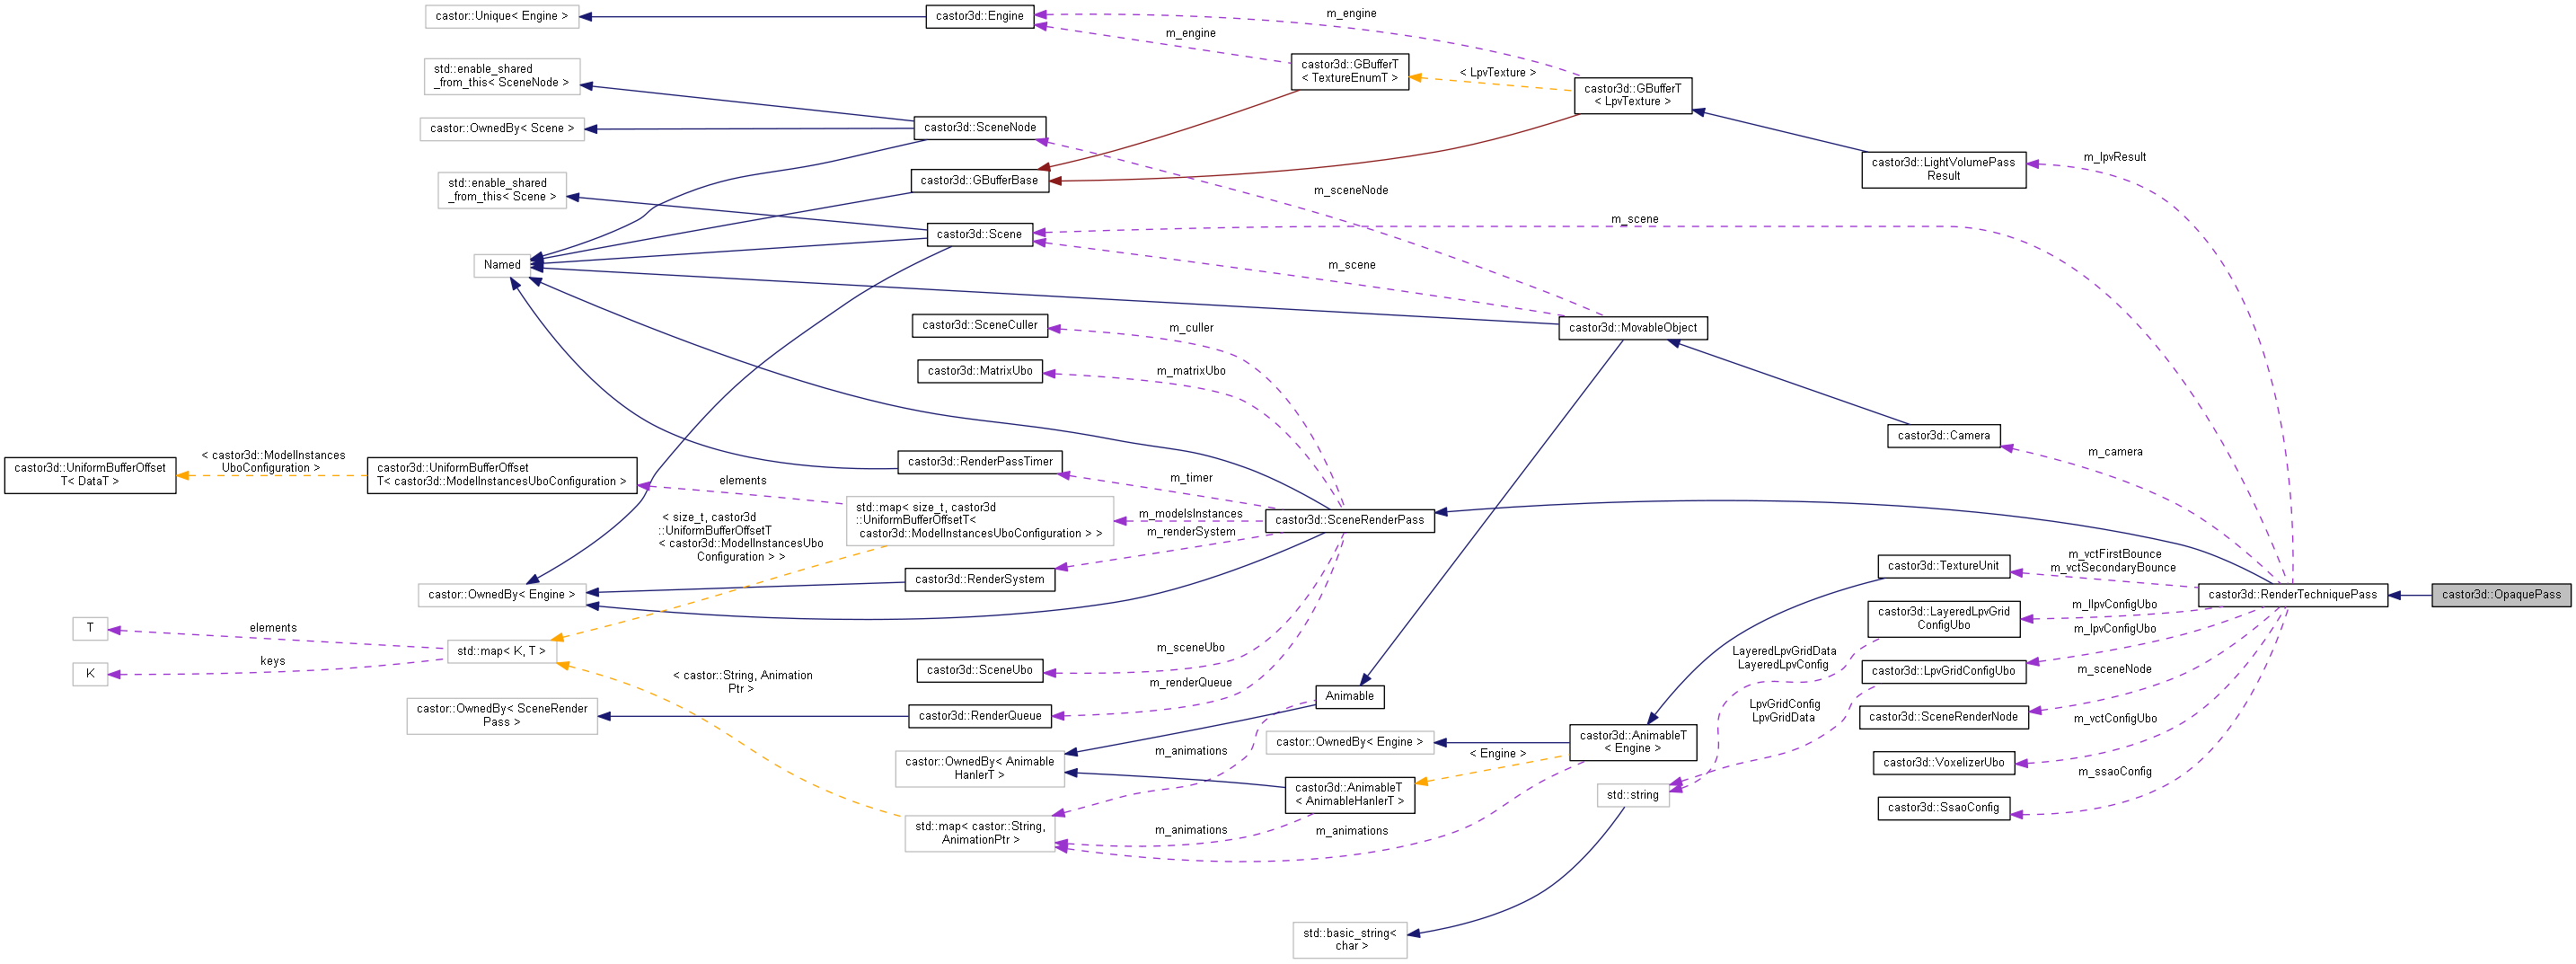 castor::Unique< Engine >
castor3d::Engine
m_engine
m_engine
std::enable_shared
_from_this< SceneNode >
castor3d::GBufferT
< TextureEnumT >
< LpvTexture >
castor3d::GBufferT
< LpvTexture >
castor::OwnedBy< Scene >
castor3d::SceneNode
castor3d::LightVolumePass
Result
m_lpvResult
std::enable_shared
_from_this< Scene >
castor3d::GBufferBase
m_sceneNode
castor3d::Scene
m_scene
Named
m_scene
castor3d::SceneCuller
m_culler
castor3d::MovableObject
castor3d::MatrixUbo
m_matrixUbo
castor3d::Camera
m_camera
castor3d::UniformBufferOffset
T< DataT >
< castor3d::ModelInstances
UboConfiguration >
castor3d::UniformBufferOffset
T< castor3d::ModelInstancesUboConfiguration >
castor3d::RenderPassTimer
m_timer
elements
std::map< size_t, castor3d
::UniformBufferOffsetT<
castor3d::ModelInstancesUboConfiguration > >
m_modelsInstances
m_renderSystem
castor3d::SceneRenderPass
< size_t, castor3d
::UniformBufferOffsetT
< castor3d::ModelInstancesUbo
Configuration > >
castor3d::TextureUnit
m_vctFirstBounce
m_vctSecondaryBounce
castor3d::RenderTechniquePass
castor3d::OpaquePass
castor::OwnedBy< Engine >
castor3d::RenderSystem
castor3d::LayeredLpvGrid
ConfigUbo
m_llpvConfigUbo
m_lpvConfigUbo
T
elements
K
keys
std::map< K, T >
castor3d::SceneUbo
m_sceneUbo
LayeredLpvGridData
LayeredLpvConfig
castor3d::LpvGridConfigUbo
m_sceneNode
< castor::String, Animation
Ptr >
m_renderQueue
Animable
LpvGridConfig
LpvGridData
castor::OwnedBy< SceneRender
Pass >
castor3d::RenderQueue
castor3d::SceneRenderNode
m_vctConfigUbo
castor::OwnedBy< Engine >
castor3d::AnimableT
< Engine >
m_animations
< Engine >
castor::OwnedBy< Animable
HanlerT >
castor3d::VoxelizerUbo
m_ssaoConfig
castor3d::AnimableT
< AnimableHanlerT >
std::string
castor3d::SsaoConfig
std::map< castor::String,
AnimationPtr >
m_animations
m_animations
std::basic_string<
char >